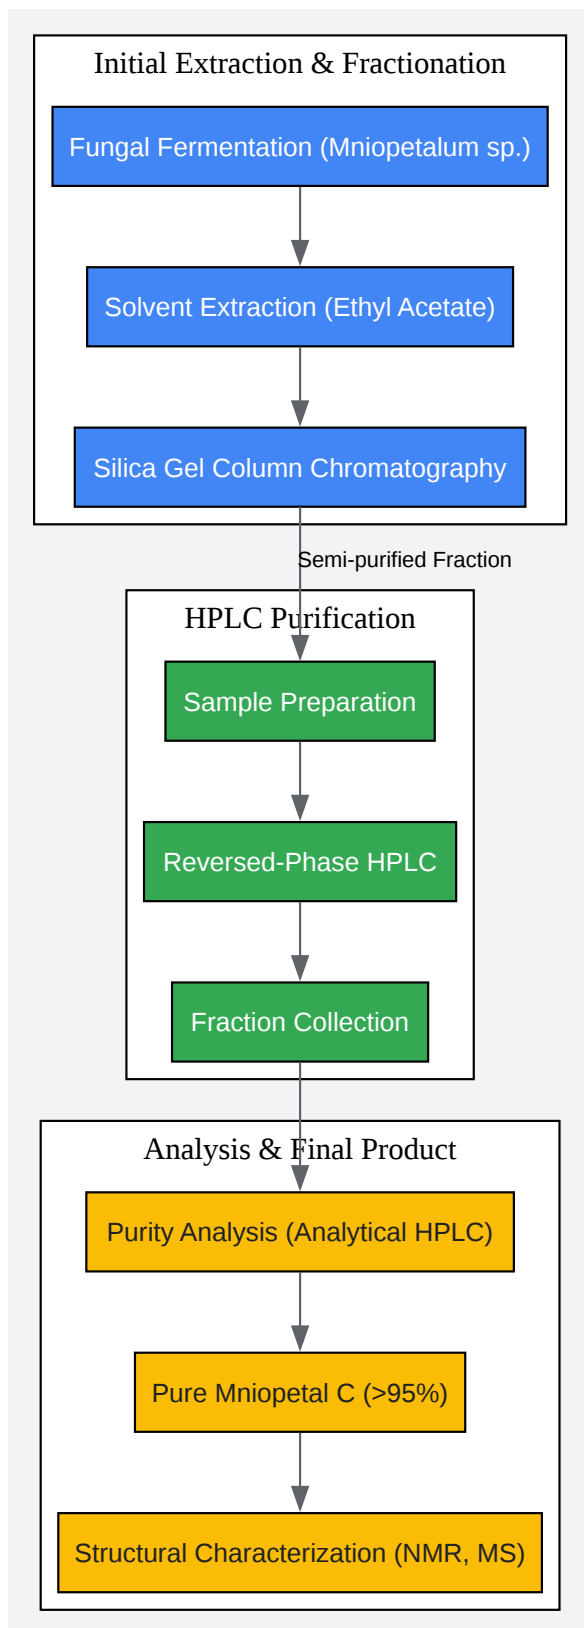 Initial Extraction & Fractionation
Fungal Fermentation (Mniopetalum sp.)
Solvent Extraction (Ethyl Acetate)
Silica Gel Column Chromatography
Semi-purified Fraction
HPLC Purification
Sample Preparation
Reversed-Phase HPLC
Fraction Collection
Analysis & Final Product
Purity Analysis (Analytical HPLC)
Pure Mniopetal C (>95%)
Structural Characterization (NMR, MS)